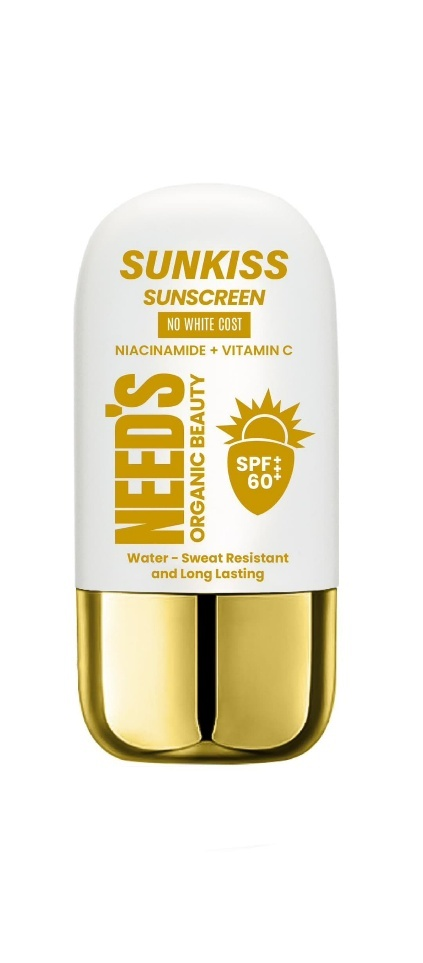 SUNKISS
SUNSCREEN
NO WHITE COST
NIACINAMIDE + VITAMIN C
NEED'S
ORGANIC BEAUTY
SPF+++
60
Water - Sweat Resistant
and Long Lasting